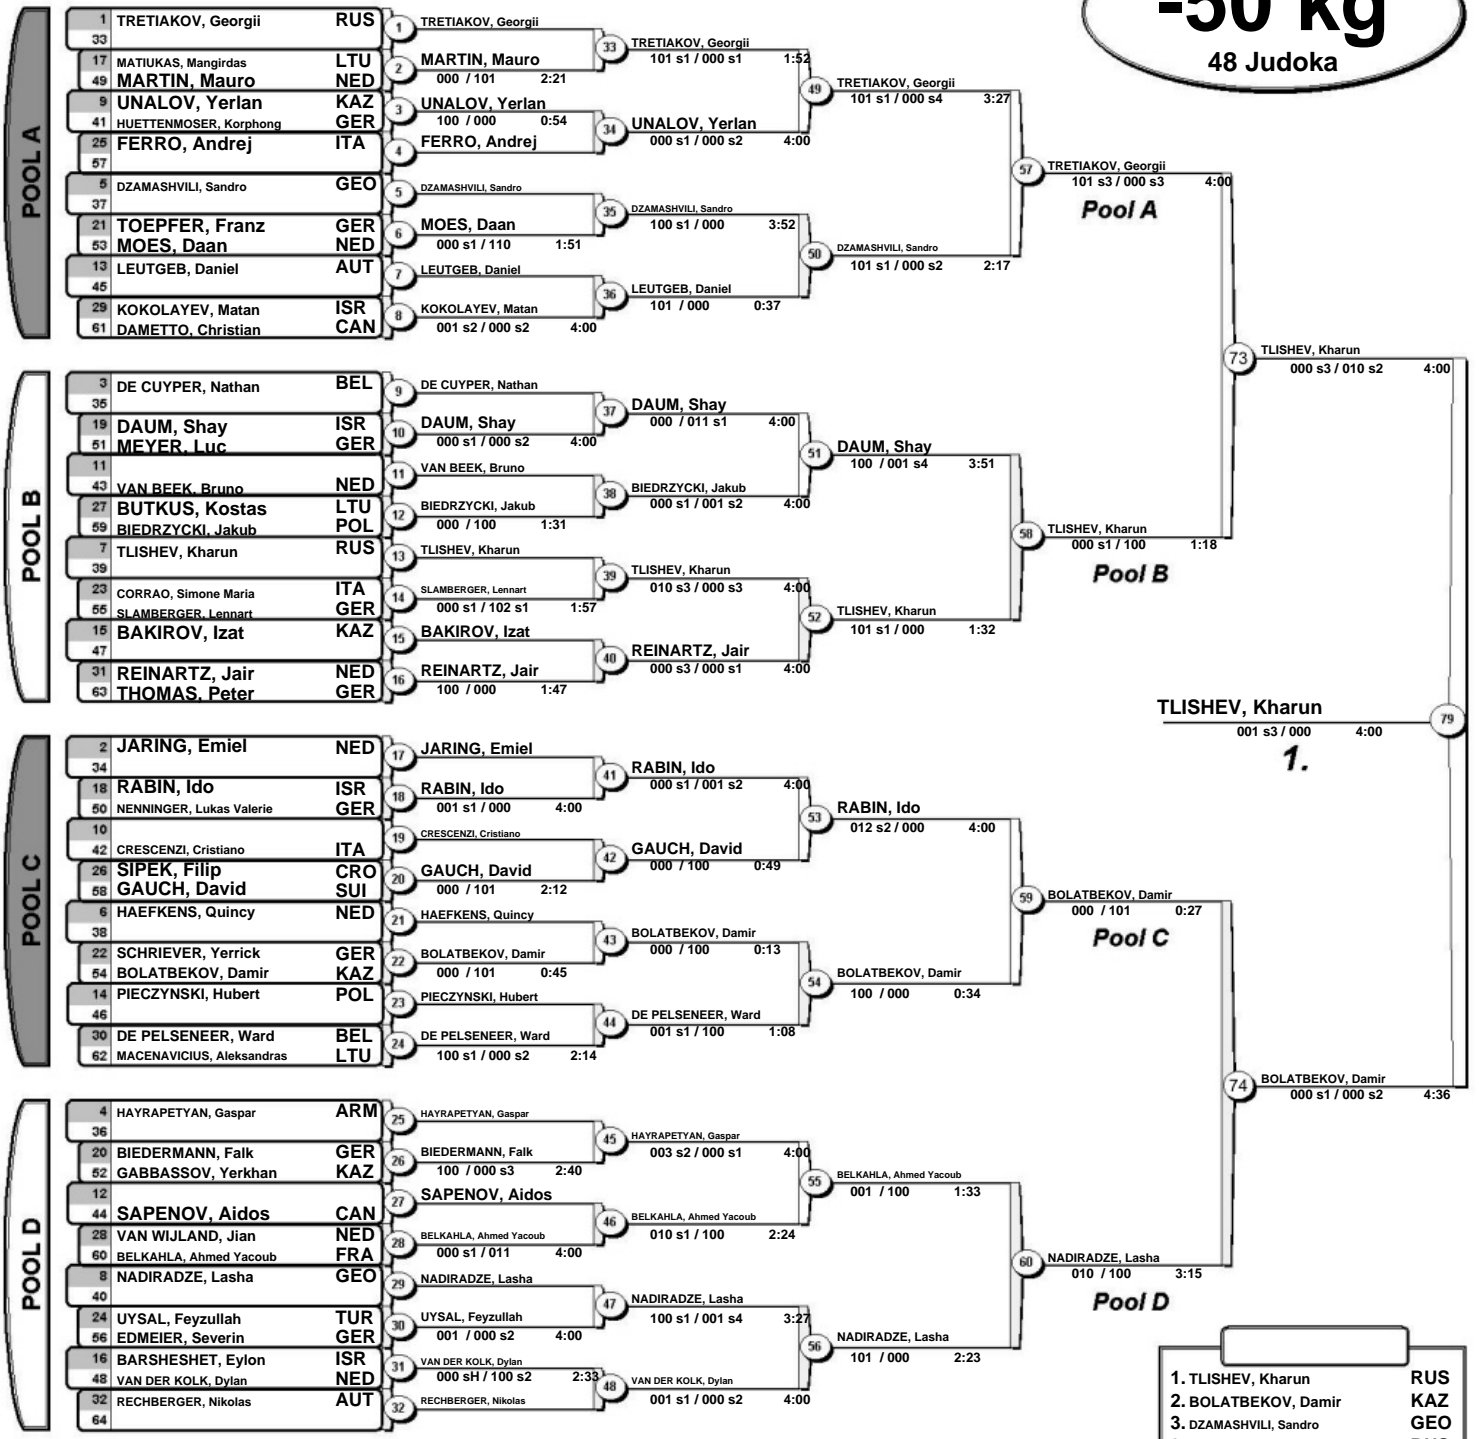 -50 kg
48 Judoka
POOL A
1 TRETIAKOV, Georgii RUS
33
17 MATIUKAS, Mangirdas LTU
49 MARTIN, Mauro NED
9 UNALOV, Yerlan KAZ
41 HUETTENMOSER, Korphong GER
25 FERRO, Andrej ITA
57
5 DZAMASHVILI, Sandro GEO
37
21 TOEPFER, Franz GER
53 MOES, Daan NED
13 LEUTGEB, Daniel AUT
45
29 KOKOLAYEV, Matan ISR
61 DAMETTO, Christian CAN
1 TRETIAKOV, Georgii
2 MARTIN, Mauro
000 / 101 2:21
3 UNALOV, Yerlan
100 / 000 0:54
4 FERRO, Andrej
5 DZAMASHVILI, Sandro
6 MOES, Daan
000 s1 / 110 1:51
7 LEUTGEB, Daniel
8 KOKOLAYEV, Matan
001 s2 / 000 s2 4:00
33 TRETIAKOV, Georgii
101 s1 / 000 s1 1:52
34 UNALOV, Yerlan
000 s1 / 000 s2 4:00
35 DZAMASHVILI, Sandro
100 s1 / 000 3:52
36 LEUTGEB, Daniel
101 / 000 0:37
49 TRETIAKOV, Georgii
101 s1 / 000 s4 3:27
50 DZAMASHVILI, Sandro
101 s1 / 000 s2 2:17
57 TRETIAKOV, Georgii
101 s3 / 000 s3 4:00
Pool A
POOL B
3 DE CUYPER, Nathan BEL
35
19 DAUM, Shay ISR
51 MEYER, Luc GER
11
43 VAN BEEK, Bruno NED
27 BUTKUS, Kostas LTU
59 BIEDRZYCKI, Jakub POL
7 TLISHEV, Kharun RUS
39
23 CORRAO, Simone Maria ITA
55 SLAMBERGER, Lennart GER
15 BAKIROV, Izat KAZ
47
31 REINARTZ, Jair NED
63 THOMAS, Peter GER
9 DE CUYPER, Nathan
10 DAUM, Shay
000 s1 / 000 s2 4:00
11 VAN BEEK, Bruno
12 BIEDRZYCKI, Jakub
000 / 100 1:31
13 TLISHEV, Kharun
14 SLAMBERGER, Lennart
000 s1 / 102 s1 1:57
15 BAKIROV, Izat
16 REINARTZ, Jair
100 / 000 1:47
37 DAUM, Shay
000 / 011 s1 4:00
38 BIEDRZYCKI, Jakub
000 s1 / 001 s2 4:00
39 TLISHEV, Kharun
010 s3 / 000 s3 4:00
40 REINARTZ, Jair
000 s3 / 000 s1 4:00
51 DAUM, Shay
100 / 001 s4 3:51
52 TLISHEV, Kharun
101 s1 / 000 1:32
58 TLISHEV, Kharun
000 s1 / 100 1:18
Pool B
73 TLISHEV, Kharun
000 s3 / 010 s2 4:00
TLISHEV, Kharun 79
001 s3 / 000 4:00
1.
POOL C
2 JARING, Emiel NED
34
18 RABIN, Ido ISR
50 NENNINGER, Lukas Valerie GER
10
42 CRESCENZI, Cristiano ITA
26 SIPEK, Filip CRO
58 GAUCH, David SUI
6 HAEFKENS, Quincy NED
38
22 SCHRIEVER, Yerrick GER
54 BOLATBEKOV, Damir KAZ
14 PIECZYNSKI, Hubert POL
46
30 DE PELSENEER, Ward BEL
62 MACENAVICIUS, Aleksandras LTU
17 JARING, Emiel
18 RABIN, Ido
001 s1 / 000 4:00
19 CRESCENZI, Cristiano
20 GAUCH, David
000 / 101 2:12
21 HAEFKENS, Quincy
22 BOLATBEKOV, Damir
000 / 101 0:45
23 PIECZYNSKI, Hubert
24 DE PELSENEER, Ward
100 s1 / 000 s2 2:14
41 RABIN, Ido
000 s1 / 001 s2 4:00
42 GAUCH, David
000 / 100 0:49
43 BOLATBEKOV, Damir
000 / 100 0:13
44 DE PELSENEER, Ward
001 s1 / 100 1:08
53 RABIN, Ido
012 s2 / 000 4:00
54 BOLATBEKOV, Damir
100 / 000 0:34
59 BOLATBEKOV, Damir
000 / 101 0:27
Pool C
74 BOLATBEKOV, Damir
000 s1 / 000 s2 4:36
POOL D
4 HAYRAPETYAN, Gaspar ARM
36
20 BIEDERMANN, Falk GER
52 GABBASSOV, Yerkhan KAZ
12
44 SAPENOV, Aidos CAN
28 VAN WIJLAND, Jian NED
60 BELKAHLA, Ahmed Yacoub FRA
8 NADIRADZE, Lasha GEO
40
24 UYSAL, Feyzullah TUR
56 EDMEIER, Severin GER
16 BARSHESHET, Eylon ISR
48 VAN DER KOLK, Dylan NED
32 RECHBERGER, Nikolas AUT
64
25 HAYRAPETYAN, Gaspar
26 BIEDERMANN, Falk
100 / 000 s3 2:40
27 SAPENOV, Aidos
28 BELKAHLA, Ahmed Yacoub
000 s1 / 011 4:00
29 NADIRADZE, Lasha
30 UYSAL, Feyzullah
001 / 000 s2 4:00
31 VAN DER KOLK, Dylan
000 sH / 100 s2 2:33
32 RECHBERGER, Nikolas
45 HAYRAPETYAN, Gaspar
003 s2 / 000 s1 4:00
46 BELKAHLA, Ahmed Yacoub
010 s1 / 100 2:24
47 NADIRADZE, Lasha
100 s1 / 001 s4 3:27
48 VAN DER KOLK, Dylan
001 s1 / 000 s2 4:00
55 BELKAHLA, Ahmed Yacoub
001 / 100 1:33
56 NADIRADZE, Lasha
101 / 000 2:23
60 NADIRADZE, Lasha
010 / 100 3:15
Pool D
1. TLISHEV, Kharun RUS
2. BOLATBEKOV, Damir KAZ
3. DZAMASHVILI, Sandro GEO